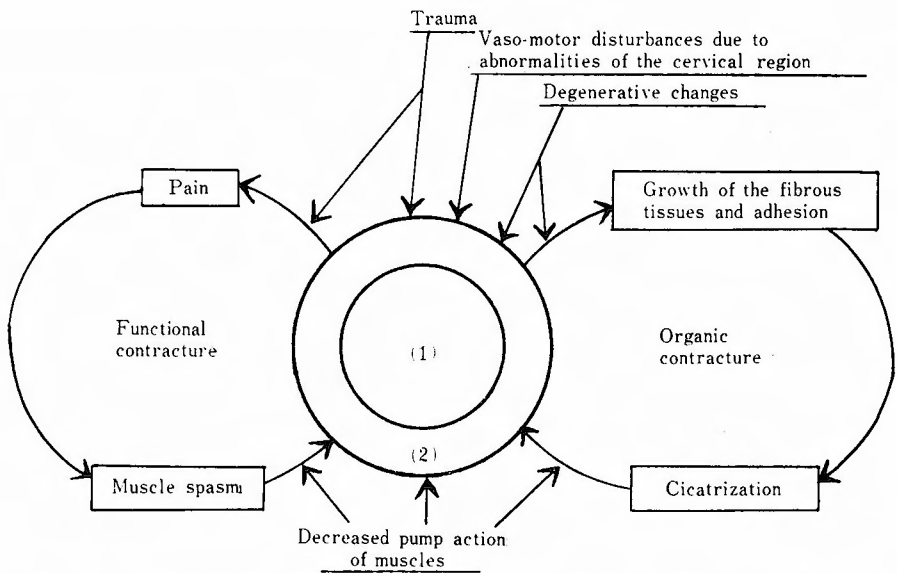 Trauma
Vaso-motor disturbances due to
abnormalities of the cervical region
Degenerative changes
Pain
Growth of the fibrous
tissues and adhesion
Functional
contracture
(1)
Organic
contracture
(2)
Muscle spasm
Cicatrization
Decreased pump action
of muscles